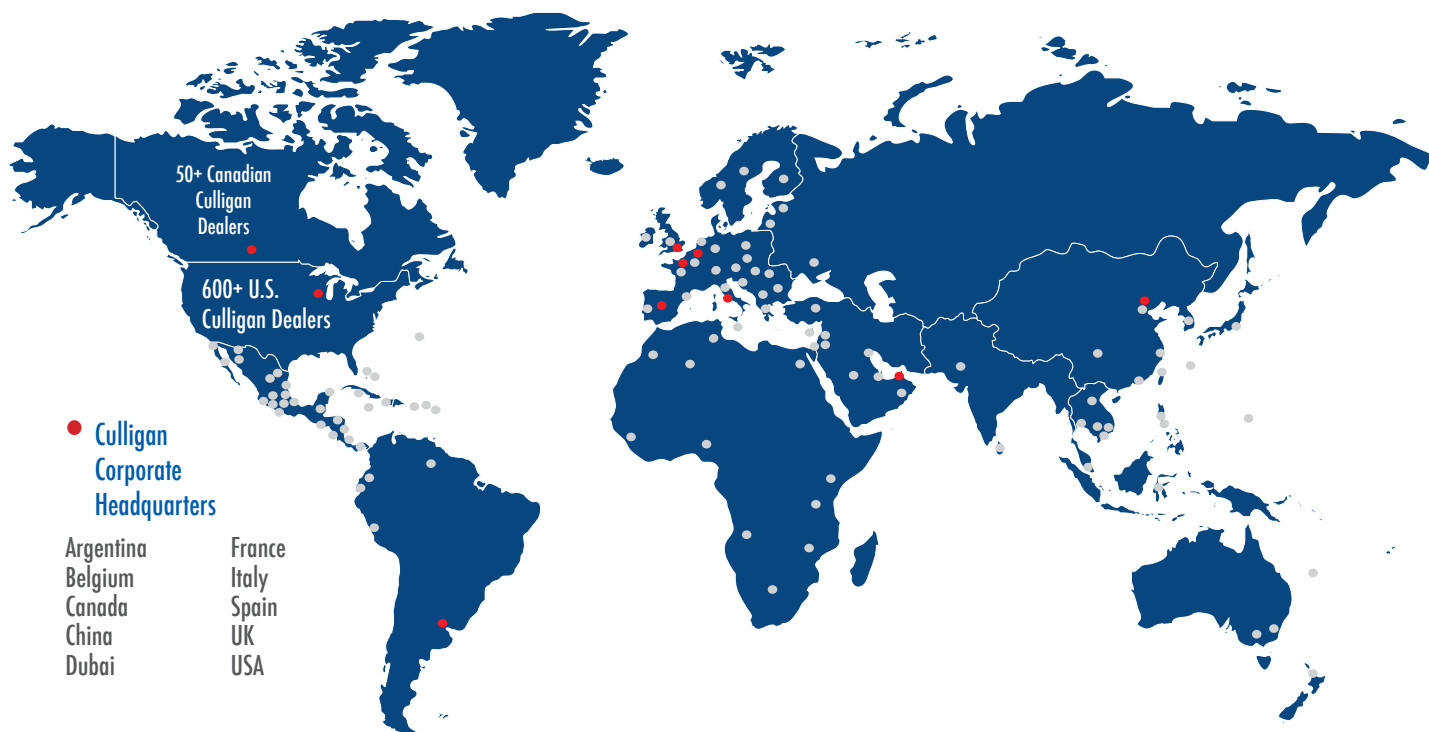 50+ Canadian
Culligan
Dealers
600+ U.S.
Culligan Dealers
Culligan
Corporate
Headquarters
Argentina
Belgium
Canada
China
Dubai
France
Italy
Spain
UK
USA